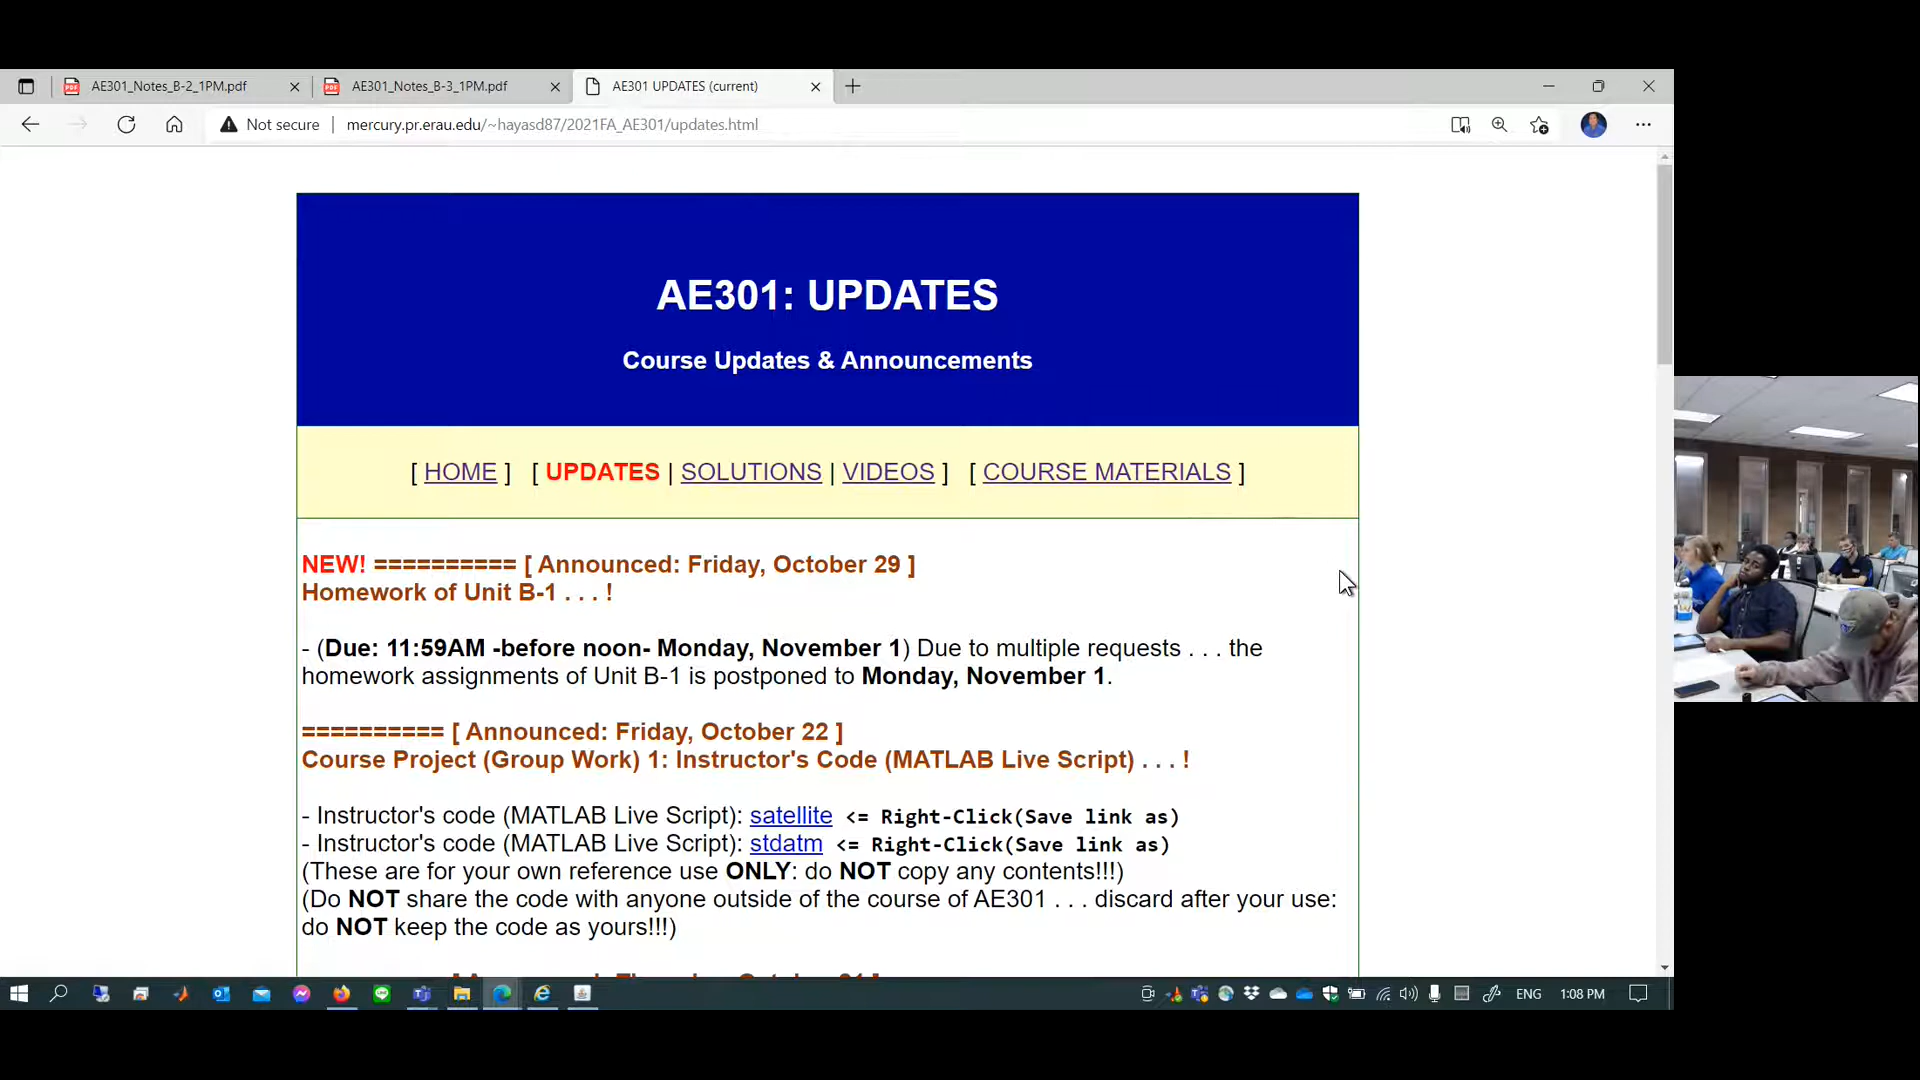 AE301_Notes_B-2_1PM.pdf
AE301_Notes_B-3_1PM.pdf
AE301 UPDATES (current)
Not secure
mercury.pr.erau.edu/~hayasd87/2021FA_AE301/updates.html
AE301: UPDATES
Course Updates & Announcements
[ HOME ] [ UPDATES | SOLUTIONS | VIDEOS ] [ COURSE MATERIALS ]
NEW! ========== [ Announced: Friday, October 29 ]
Homework of Unit B-1 . . . !
- (Due: 11:59AM -before noon- Monday, November 1) Due to multiple requests . . . the
homework assignments of Unit B-1 is postponed to Monday, November 1.
========== [ Announced: Friday, October 22 ]
Course Project (Group Work) 1: Instructor's Code (MATLAB Live Script) . . . !
- Instructor's code (MATLAB Live Script): satellite <= Right-Click(Save link as)
- Instructor's code (MATLAB Live Script): stdatm <= Right-Click(Save link as)
(These are for your own reference use ONLY: do NOT copy any contents!!!)
(Do NOT share the code with anyone outside of the course of AE301 . . . discard after your use:
do NOT keep the code as yours!!!)
ENG
1:08 PM